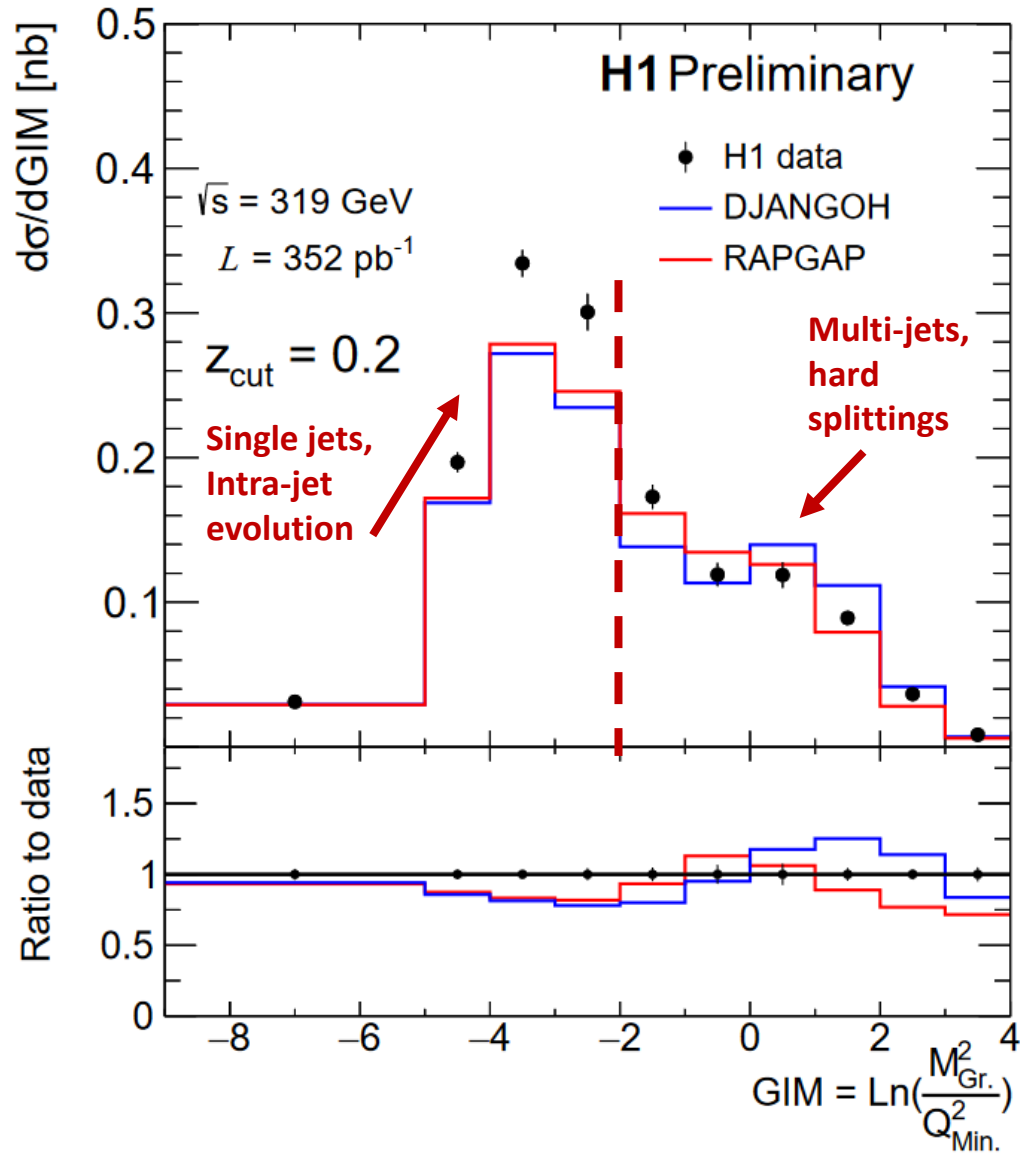 H1 Preliminary
H1 data
DJANGOH
RAPGAP
√s = 319 GeV
L = 352 pb⁻¹
z_cut = 0.2
Single jets,
Intra-jet
evolution
Multi-jets,
hard
splittings
dσ/dGIM [nb]
0.5
0.4
0.3
0.2
0.1
Ratio to data
1.5
1
0.5
0
−8 −6 −4 −2 0 2 4
GIM = Ln(M²_Gr. / Q²_Min.)